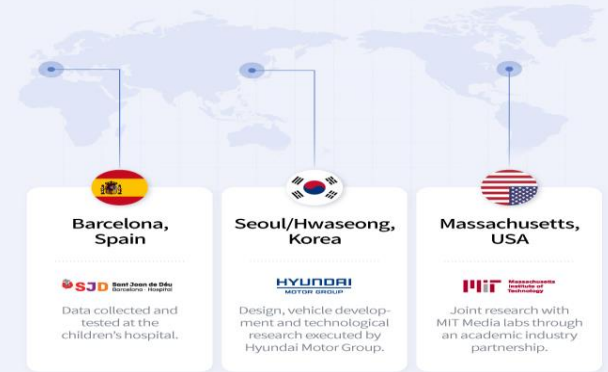 Barcelona,
Spain
SJD Sant Joan de Déu
Barcelona · Hospital
Data collected and
tested at the
children's hospital.
Seoul/Hwaseong,
Korea
HYUNDAI
MOTOR GROUP
Design, vehicle develop-
ment and technological
research executed by
Hyundai Motor Group.
Massachusetts,
USA
MIT Massachusetts
Institute of
Technology
Joint research with
MIT Media labs through
an academic industry
partnership.